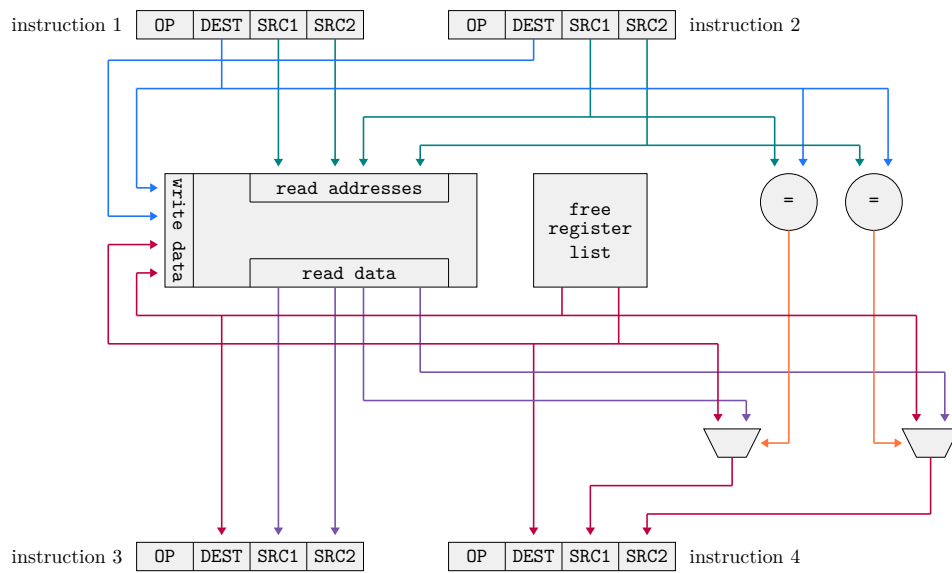 instruction 1 OP DEST SRC1 SRC2 OP DEST SRC1 SRC2 instruction 2
read addresses
write data
free
register
list
= =
read data
instruction 3 OP DEST SRC1 SRC2 OP DEST SRC1 SRC2 instruction 4